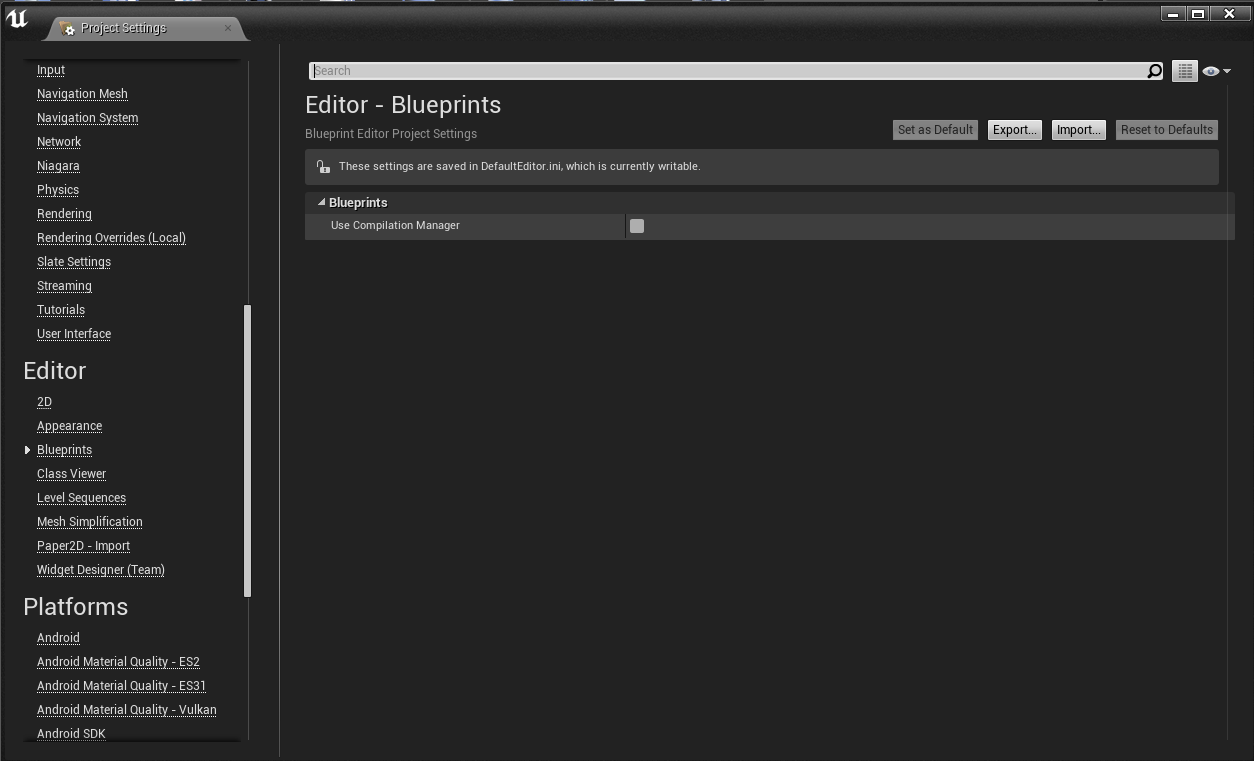 Project Settings
Input
Navigation Mesh
Navigation System
Network
Niagara
Physics
Rendering
Rendering Overrides (Local)
Slate Settings
Streaming
Tutorials
User Interface
Editor
2D
Appearance
Blueprints
Class Viewer
Level Sequences
Mesh Simplification
Paper2D - Import
Widget Designer (Team)
Platforms
Android
Android Material Quality - ES2
Android Material Quality - ES31
Android Material Quality - Vulkan
Android SDK
Search
Editor - Blueprints
Blueprint Editor Project Settings
Set as Default Export... Import... Reset to Defaults
These settings are saved in DefaultEditor.ini, which is currently writable.
Blueprints
Use Compilation Manager